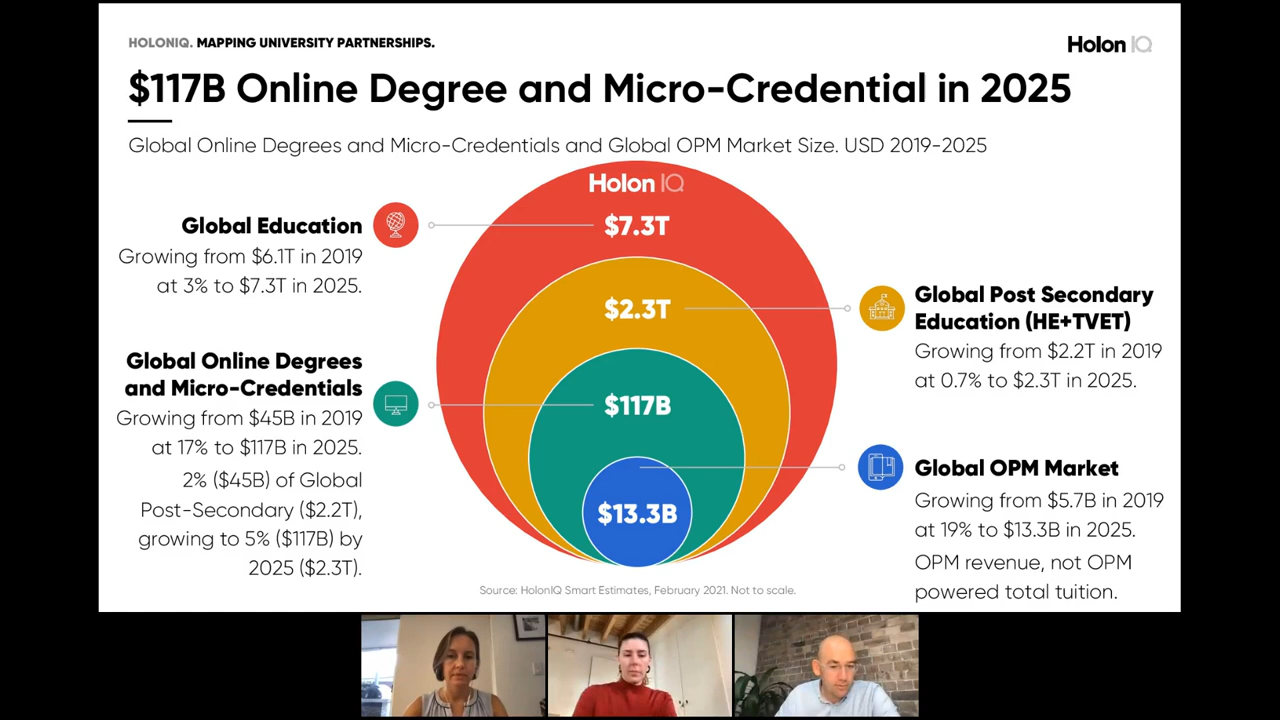 HOLONIQ. MAPPING UNIVERSITY PARTNERSHIPS.
Holon IQ
$117B Online Degree and Micro-Credential in 2025
Global Online Degrees and Micro-Credentials and Global OPM Market Size. USD 2019-2025
Holon IQ
$7.3T
Global Education
Growing from $6.1T in 2019
at 3% to $7.3T in 2025.
$2.3T
Global Post Secondary
Education (HE+TVET)
Growing from $2.2T in 2019
at 0.7% to $2.3T in 2025.
Global Online Degrees
and Micro-Credentials
Growing from $45B in 2019
at 17% to $117B in 2025.
2% ($45B) of Global
Post-Secondary ($2.2T),
growing to 5% ($117B) by
2025 ($2.3T).
$117B
Global OPM Market
Growing from $5.7B in 2019
at 19% to $13.3B in 2025.
OPM revenue, not OPM
powered total tuition.
$13.3B
Source: HolonIQ Smart Estimates, February 2021. Not to scale.